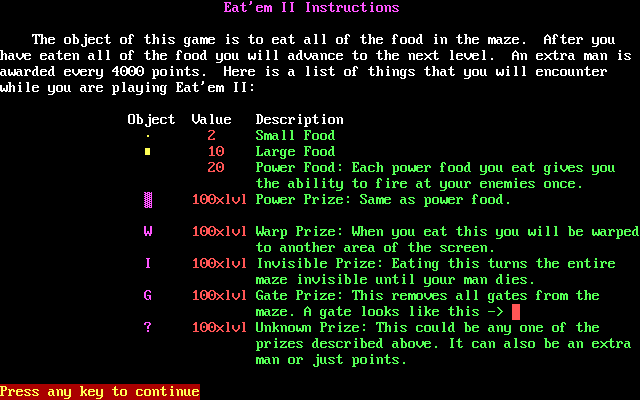 Eat'em II Instructions
The object of this game is to eat all of the food in the maze.  After you
have eaten all of the food you will advance to the next level.  An extra man is
awarded every 4000 points.  Here is a list of things that you will encounter
while you are playing Eat'em II:
Object  Value  Description
· 2 Small Food
■ 10 Large Food
20 Power Food: Each power food you eat gives you
the ability to fire at your enemies once.
▒ 100xlvl Power Prize: Same as power food.
W 100xlvl Warp Prize: When you eat this you will be warped
to another area of the screen.
I 100xlvl Invisible Prize: Eating this turns the entire
maze invisible until your man dies.
G 100xlvl Gate Prize: This removes all gates from the
maze. A gate looks like this -> █
? 100xlvl Unknown Prize: This could be any one of the
prizes described above. It can also be an extra
man or just points.
Press any key to continue